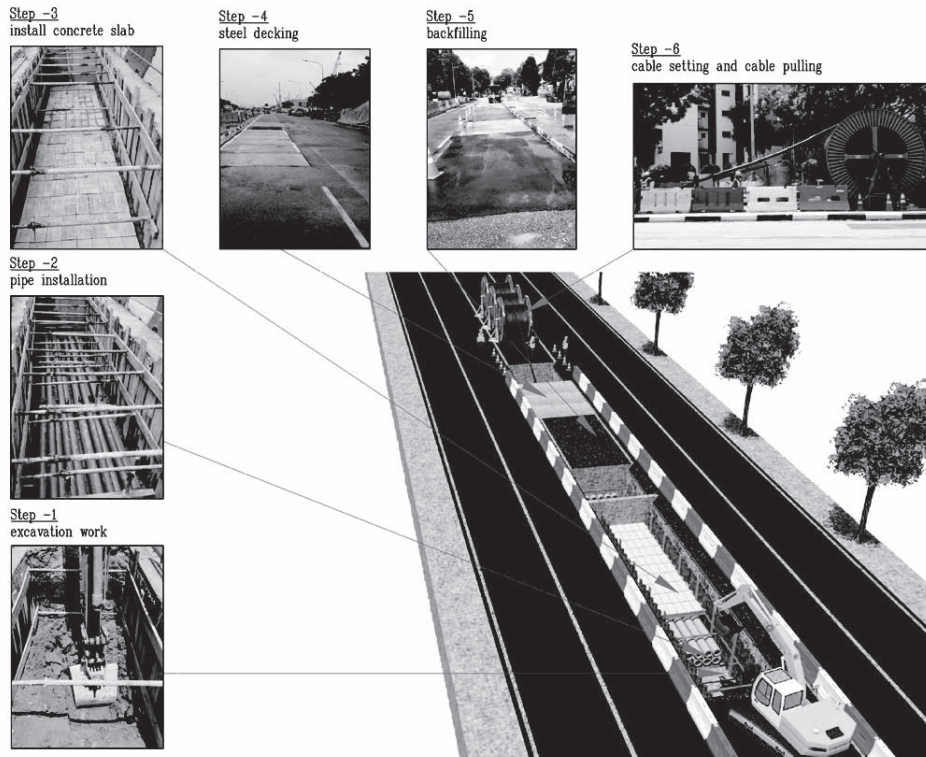 Step -3
install concrete slab
Step -4
steel decking
Step -5
backfilling
Step -6
cable setting and cable pulling
Step -2
pipe installation
Step -1
excavation work